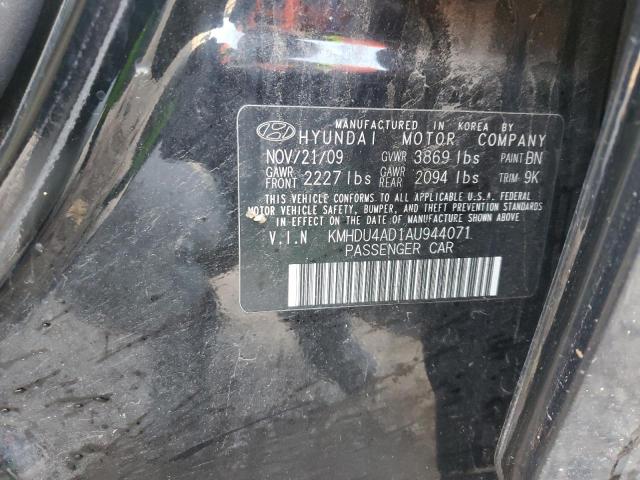 MANUFACTURED IN KOREA BY
HYUNDAI MOTOR COMPANY
NOV/21/09 GVWR 3869 lbs PAINT BN
GAWR FRONT 2227 lbs GAWR REAR 2094 lbs TRIM 9K
THIS VEHICLE CONFORMS TO ALL APPLICABLE U.S.A. FEDERAL
MOTOR VEHICLE SAFETY, BUMPER, AND THEFT PREVENTION STANDARDS
IN EFFECT ON THE DATE OF MANUFACTURE SHOWN ABOVE.
V.I.N KMHDU4AD1AU944071
PASSENGER CAR